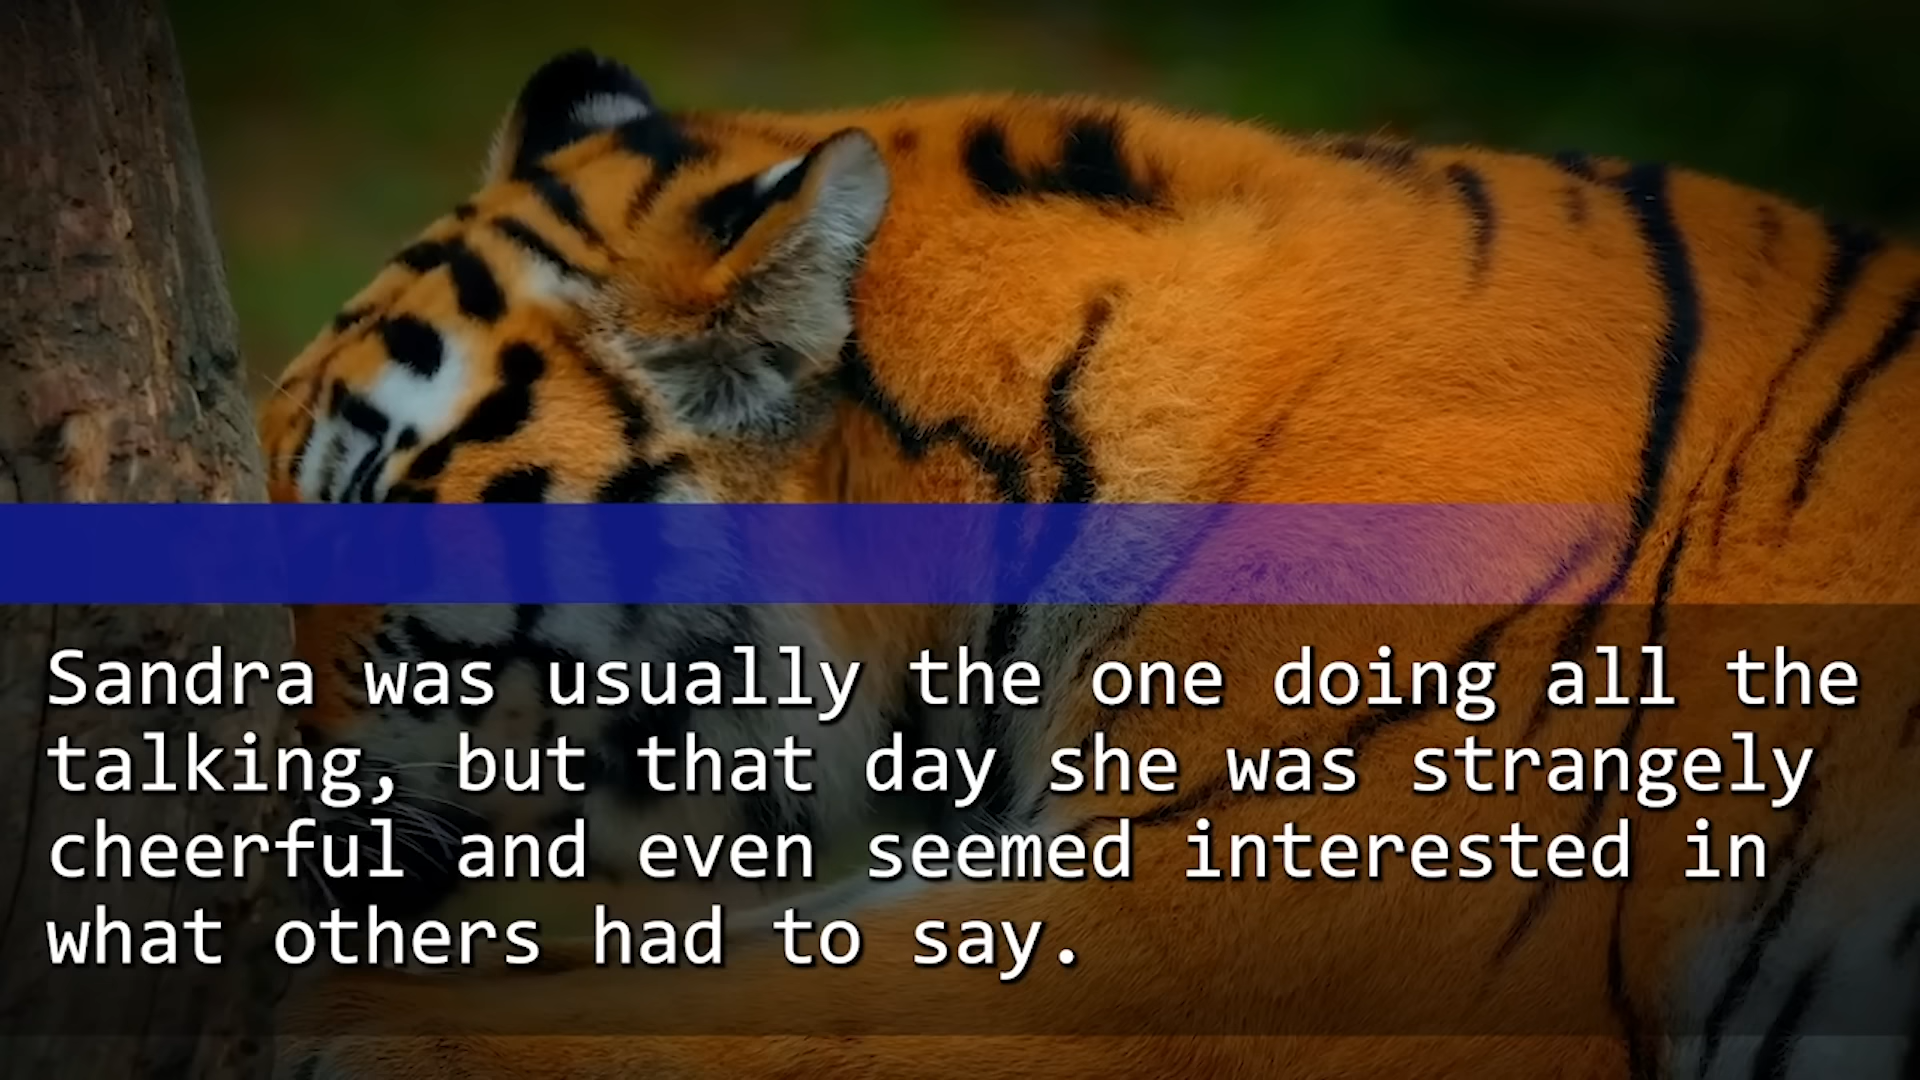 Sandra was usually the one doing all the
talking, but that day she was strangely
cheerful and even seemed interested in
what others had to say.